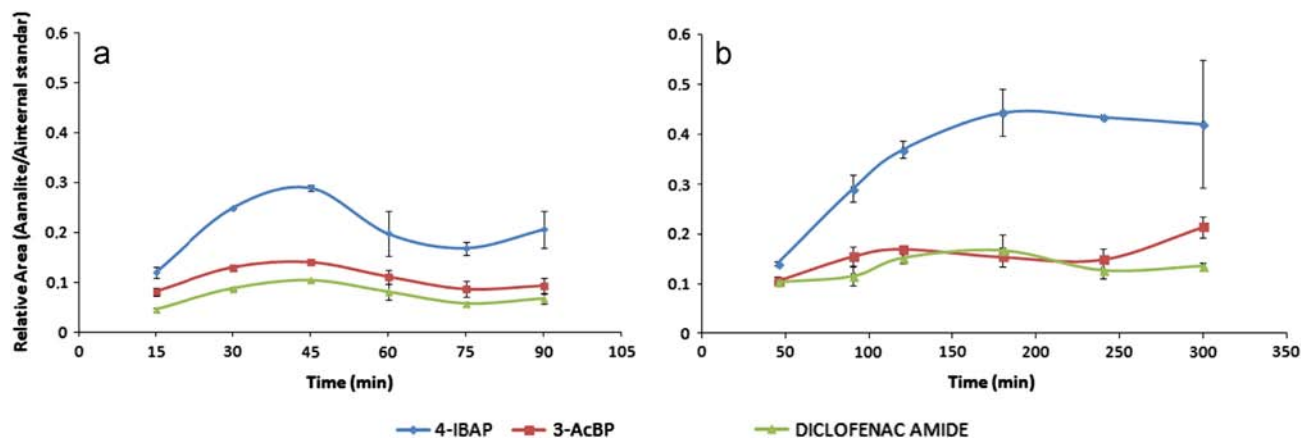 a
b
Relative Area (Aanalite/Ainternal standar)
0.6
0.5
0.4
0.3
0.2
0.1
0
0 15 30 45 60 75 90 105
Time (min)
0.6
0.5
0.4
0.3
0.2
0.1
0
0 50 100 150 200 250 300 350
Time (min)
4-IBAP 3-AcBP DICLOFENAC AMIDE